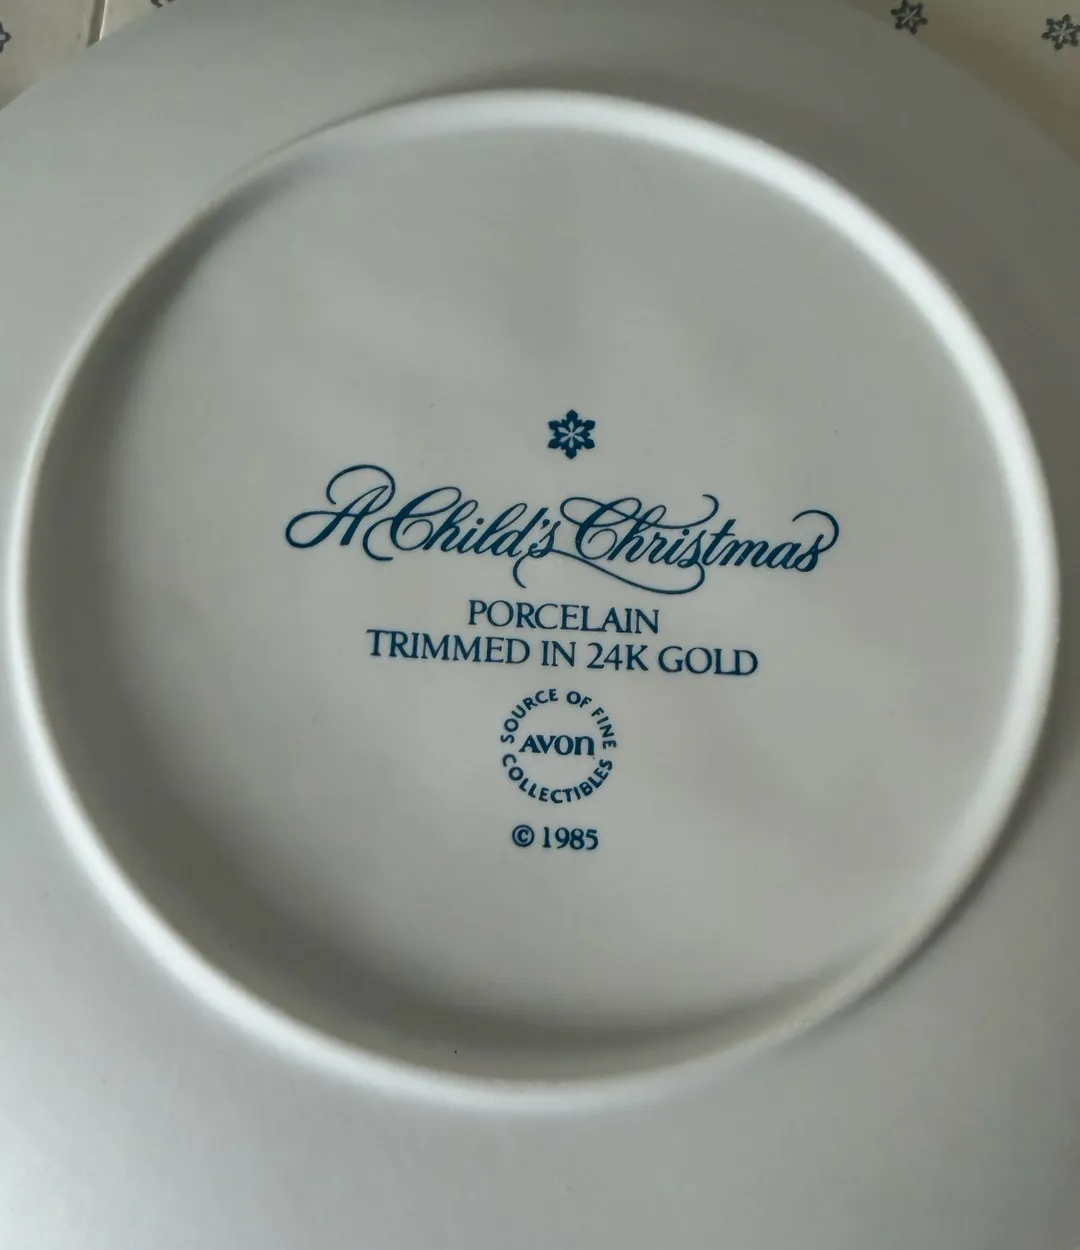 A Child's Christmas
PORCELAIN
TRIMMED IN 24K GOLD
SOURCE OF FINE
AVON
COLLECTIBLES
© 1985